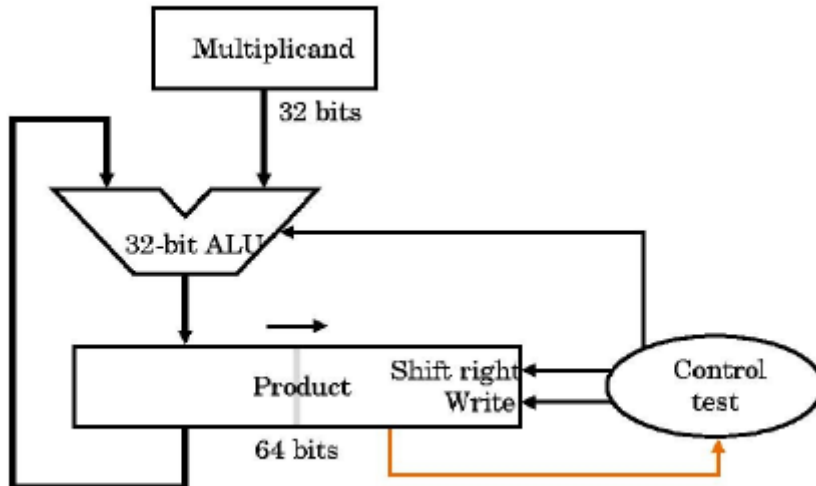 Multiplicand
32 bits
32-bit ALU
Shift right
Product
Write
Control
test
64 bits